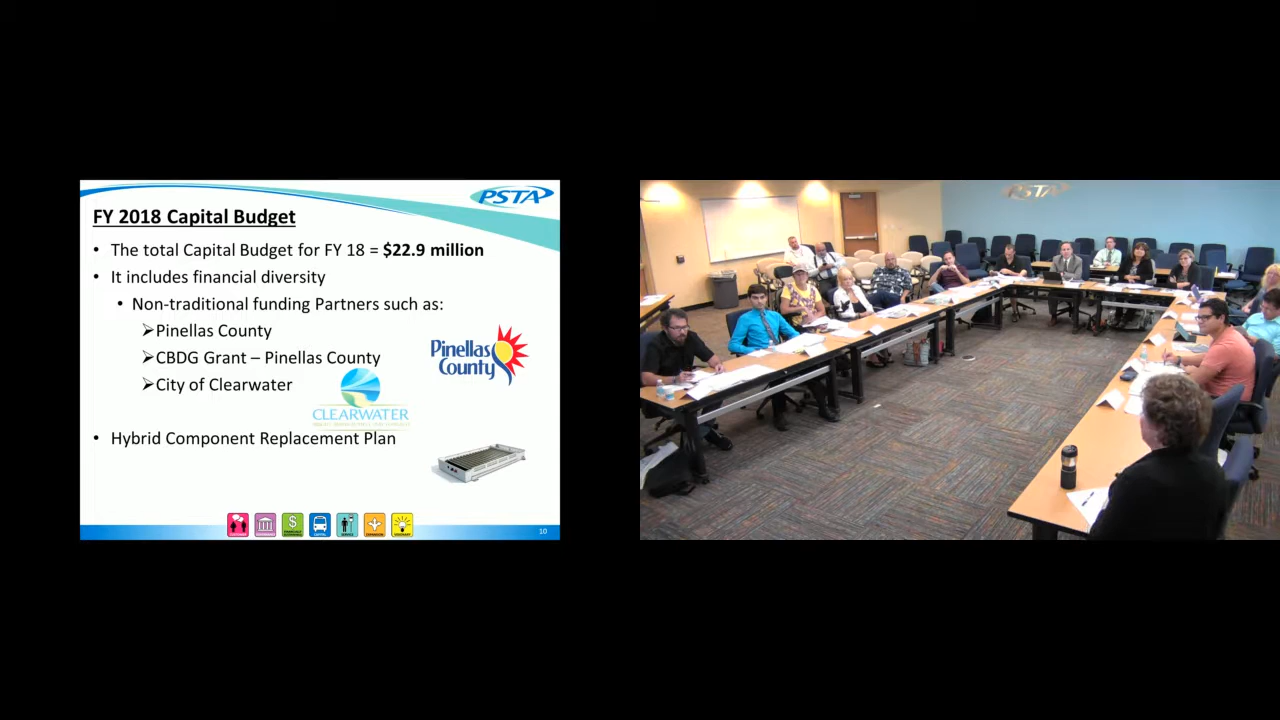 PSTA
FY 2018 Capital Budget
• The total Capital Budget for FY 18 = $22.9 million
• It includes financial diversity
• Non-traditional funding Partners such as:
➢Pinellas County
➢CBDG Grant – Pinellas County
➢City of Clearwater
Pinellas
County
CLEARWATER
• Hybrid Component Replacement Plan
10
PSTA